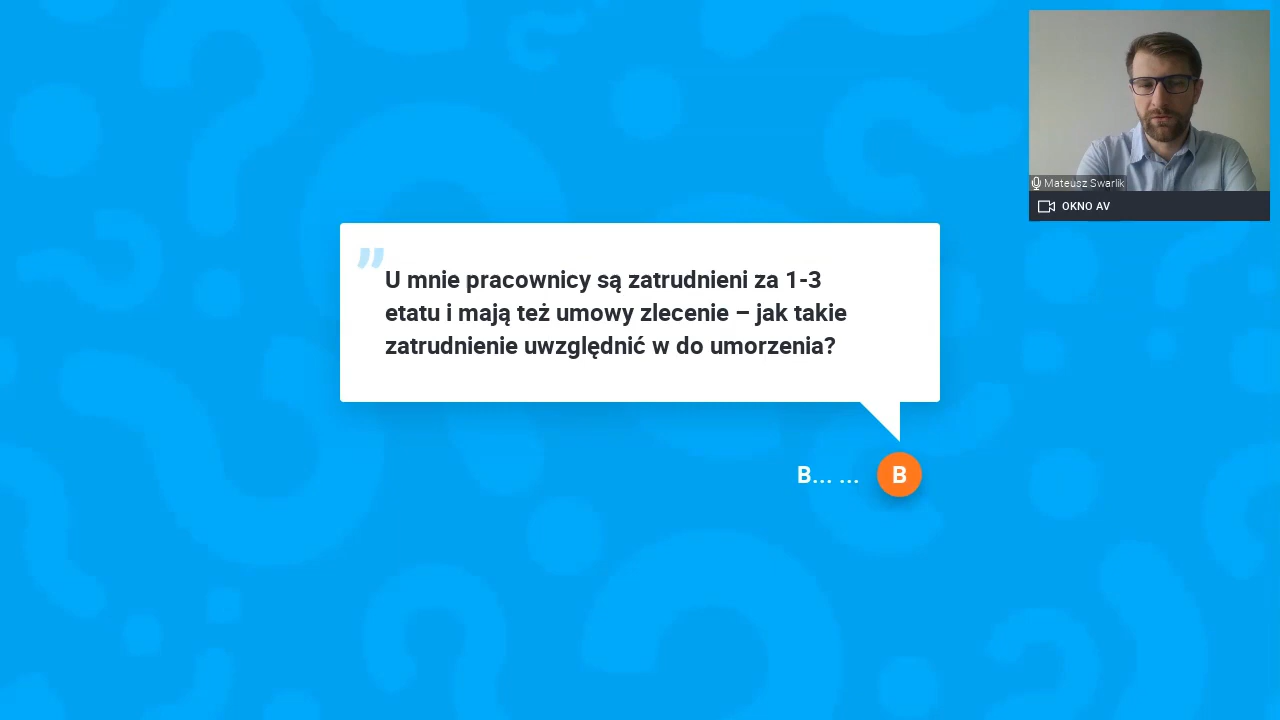 Mateusz Swarlik
OKNO AV
”
U mnie pracownicy są zatrudnieni za 1-3
etatu i mają też umowy zlecenie – jak takie
zatrudnienie uwzględnić w do umorzenia?
B... ...
B